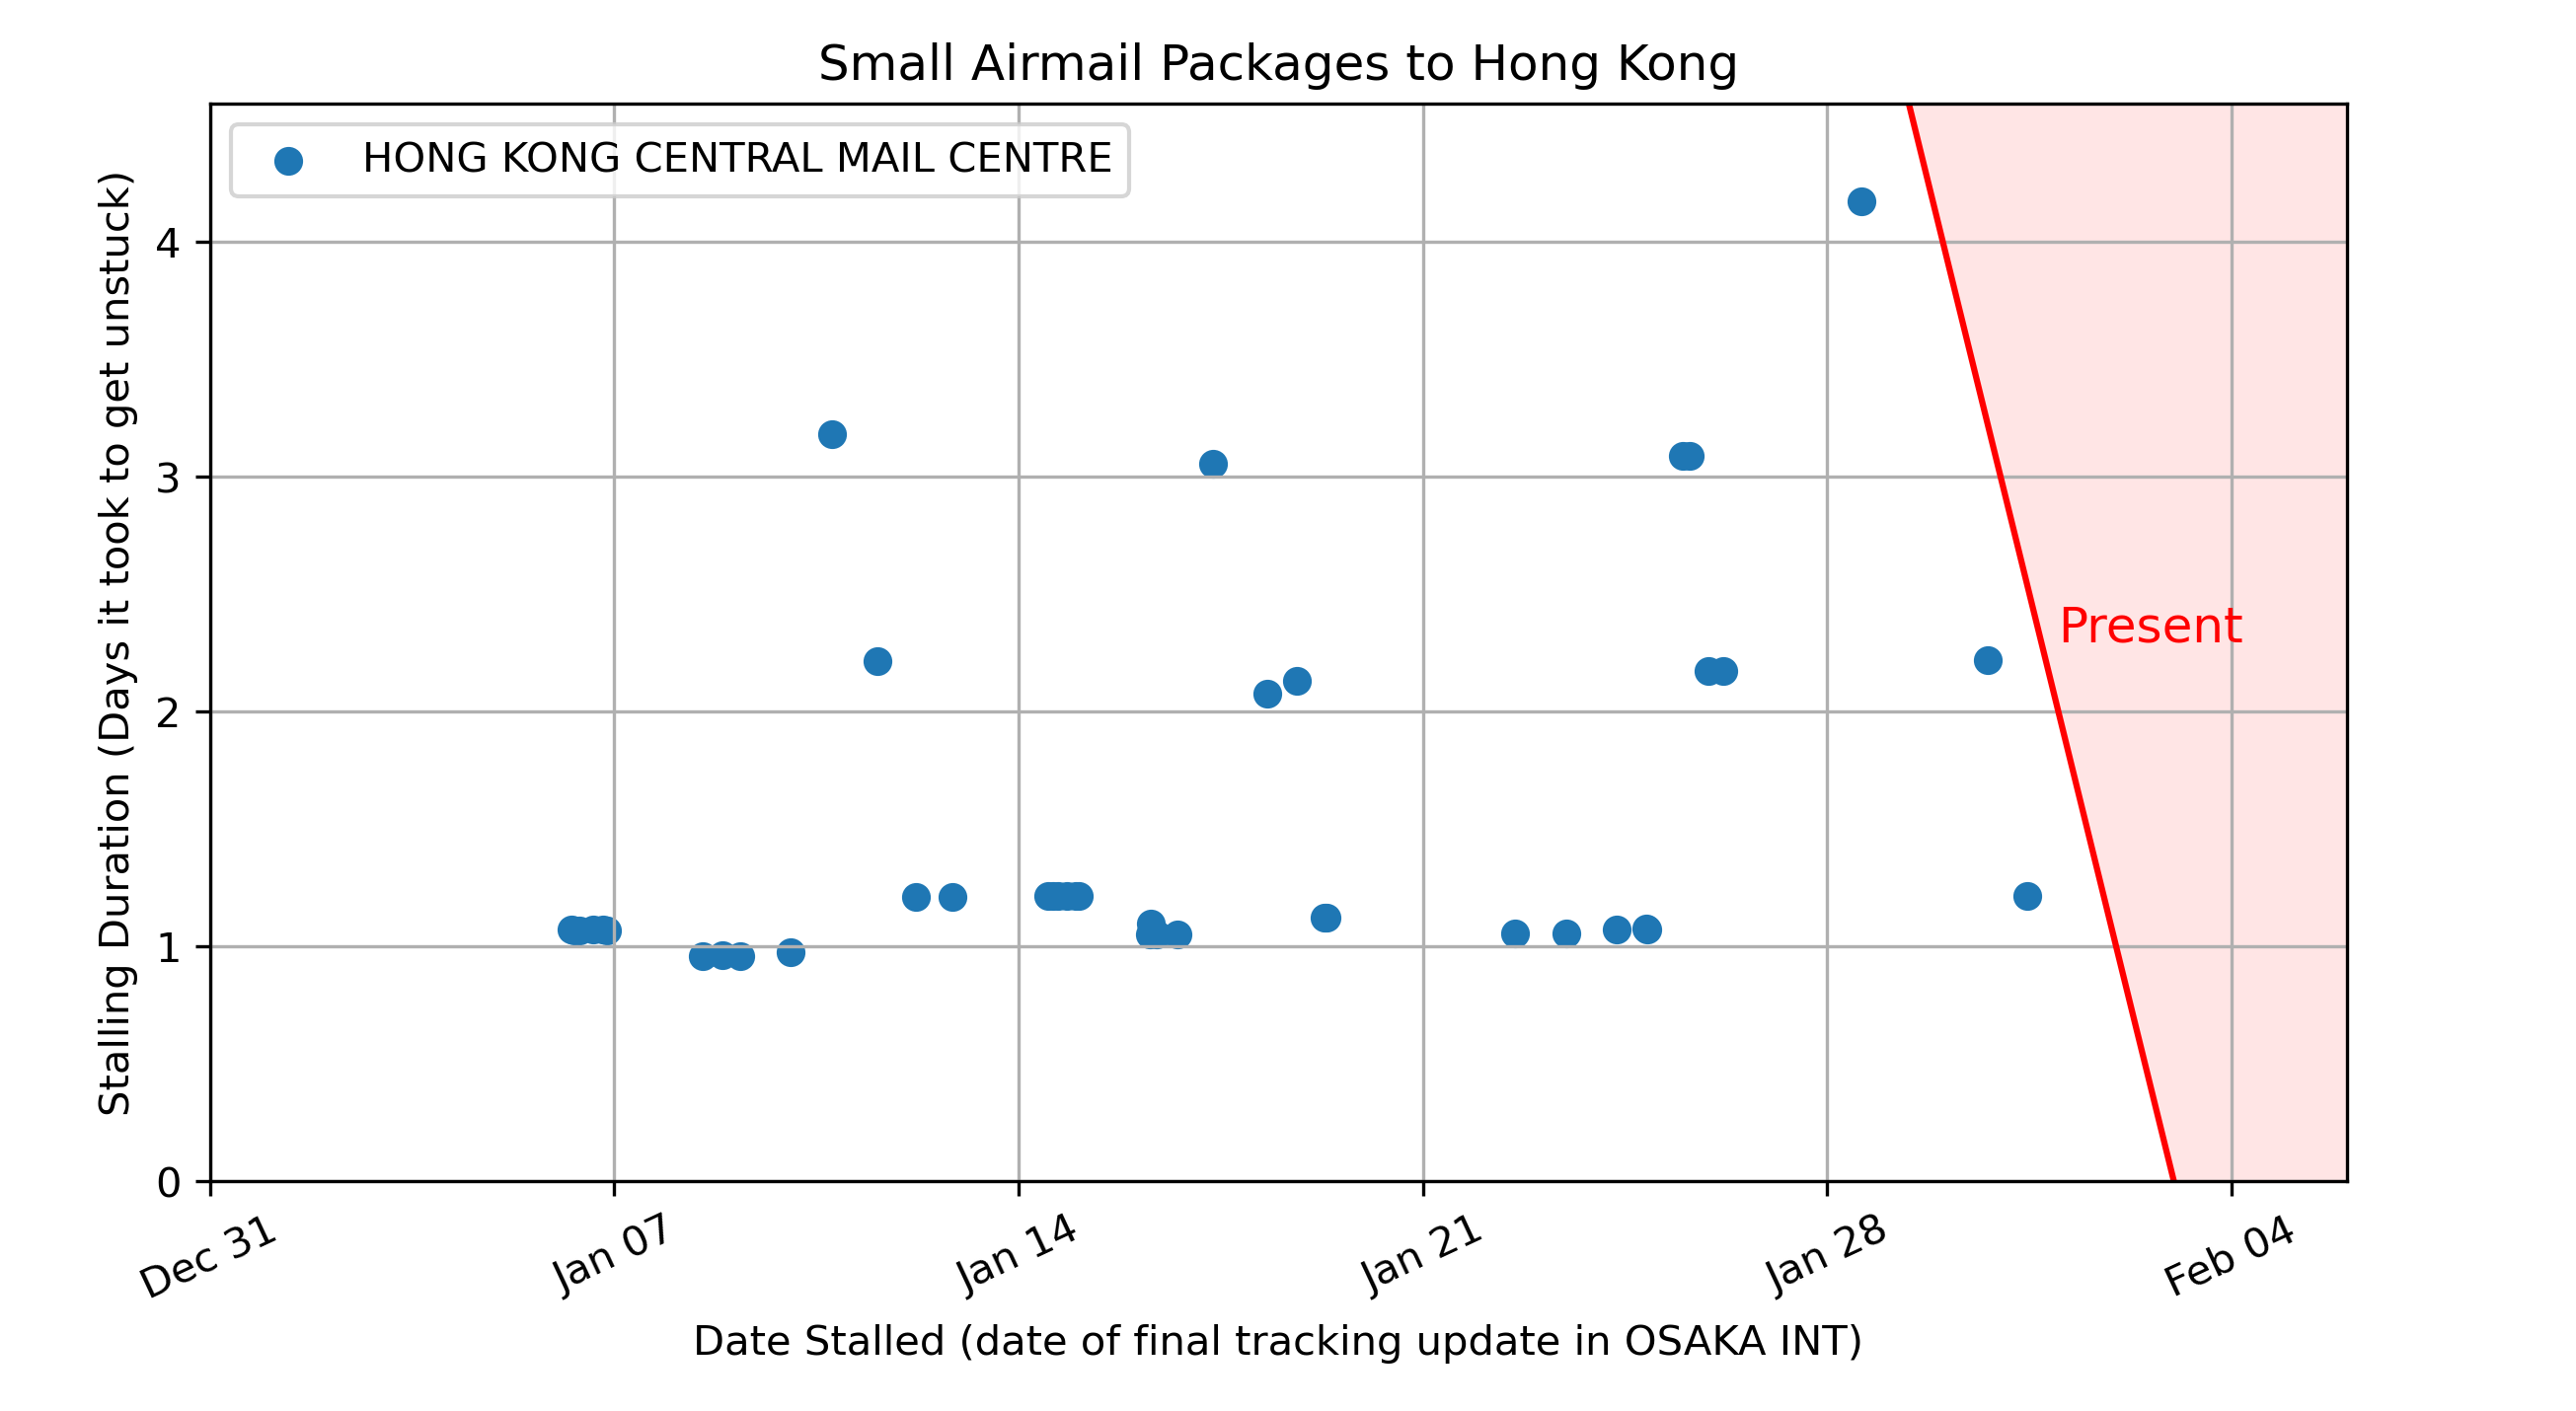 Small Airmail Packages to Hong Kong
HONG KONG CENTRAL MAIL CENTRE
Stalling Duration (Days it took to get unstuck)
4
3
2
1
0
Present
Dec 31
Jan 07
Jan 14
Jan 21
Jan 28
Feb 04
Date Stalled (date of final tracking update in OSAKA INT)